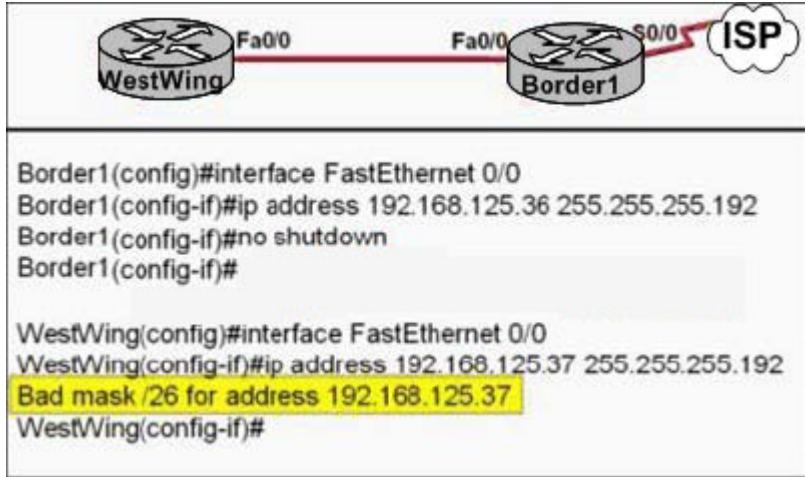 Fa0/0
Fa0/0
S0/0
ISP
WestWing
Border1
Border1(config)#interface FastEthernet 0/0
Border1(config-if)#ip address 192.168.125.36 255.255.255.192
Border1(config-if)#no shutdown
Border1(config-if)#
WestWing(config)#interface FastEthernet 0/0
WestWing(config-if)#ip address 192.168.125.37 255.255.255.192
Bad mask /26 for address 192.168.125.37
WestWing(config-if)#